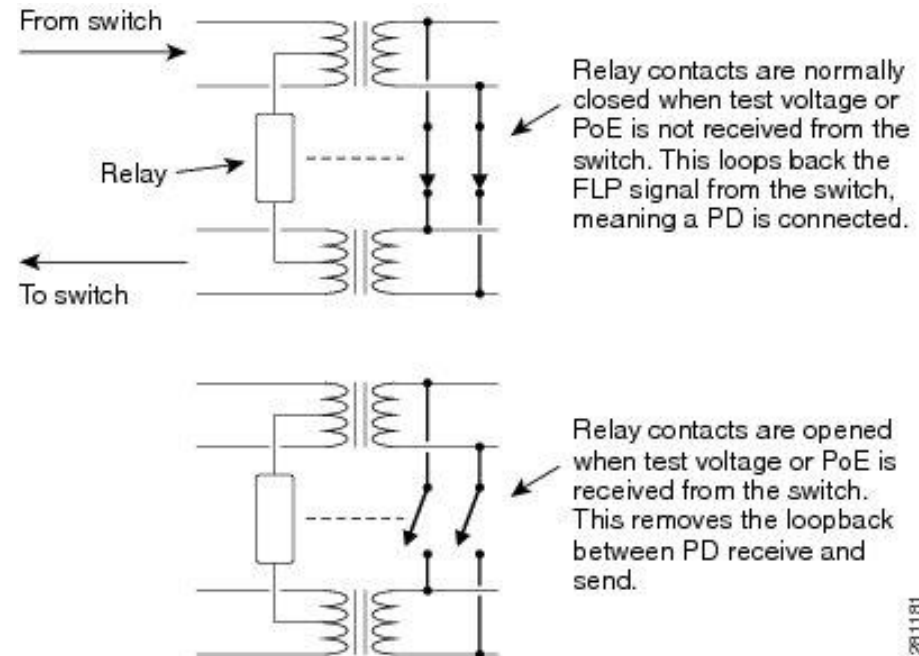 From switch
Relay
To switch
Relay contacts are normally
closed when test voltage or
PoE is not received from the
switch. This loops back the
FLP signal from the switch,
meaning a PD is connected.
Relay contacts are opened
when test voltage or PoE is
received from the switch.
This removes the loopback
between PD receive and
send.
281181